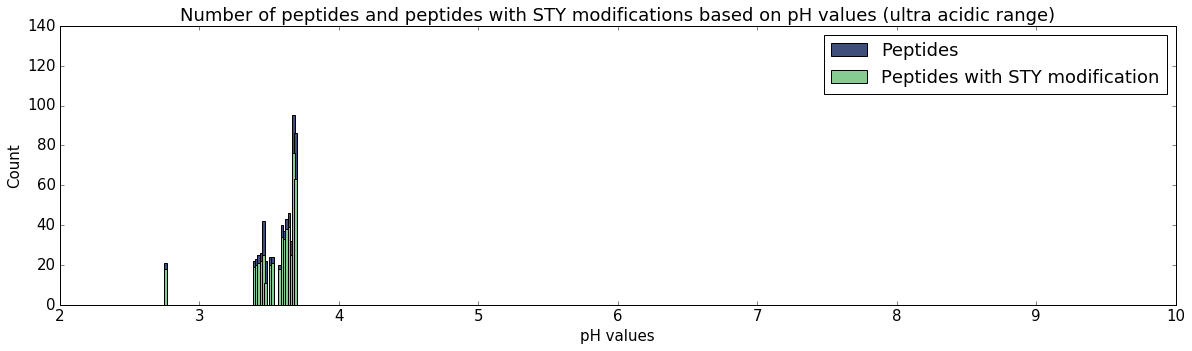 Number of peptides and peptides with STY modifications based on pH values (ultra acidic range)
140
120
100
80
60
40
20
0
Count
Peptides
Peptides with STY modification
2 3 4 5 6 7 8 9 10
pH values